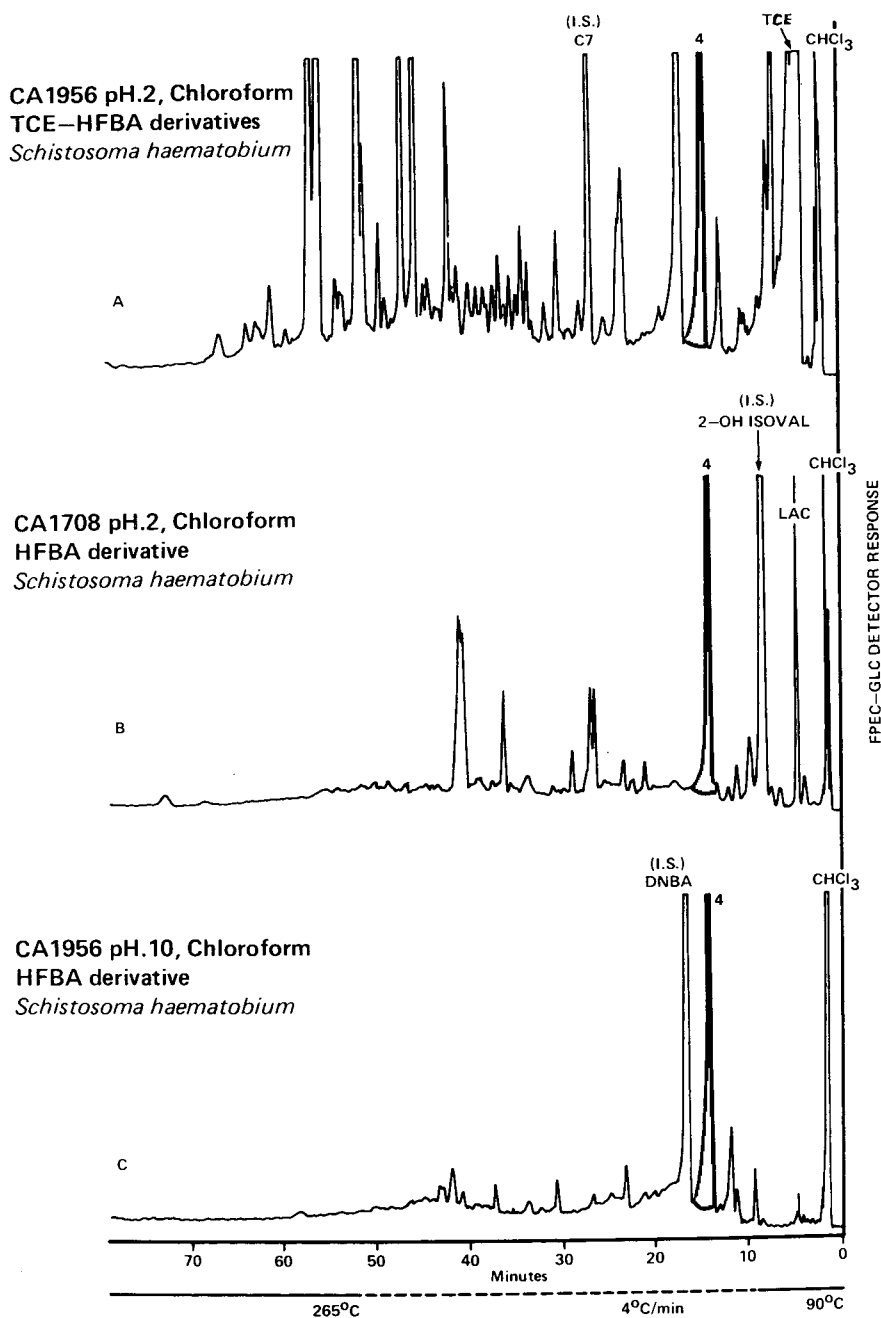 (I.S.)
C7
4
TCE
CHCl3
CA1956 pH.2, Chloroform
TCE–HFBA derivatives
Schistosoma haematobium
A
(I.S.)
2–OH ISOVAL
4
CHCl3
LAC
CA1708 pH.2, Chloroform
HFBA derivative
Schistosoma haematobium
B
FPEC–GLC DETECTOR RESPONSE
(I.S.)
DNBA
4
CHCl3
CA1956 pH.10, Chloroform
HFBA derivative
Schistosoma haematobium
C
70 60 50 40 30 20 10 0
Minutes
265°C 4°C/min 90°C